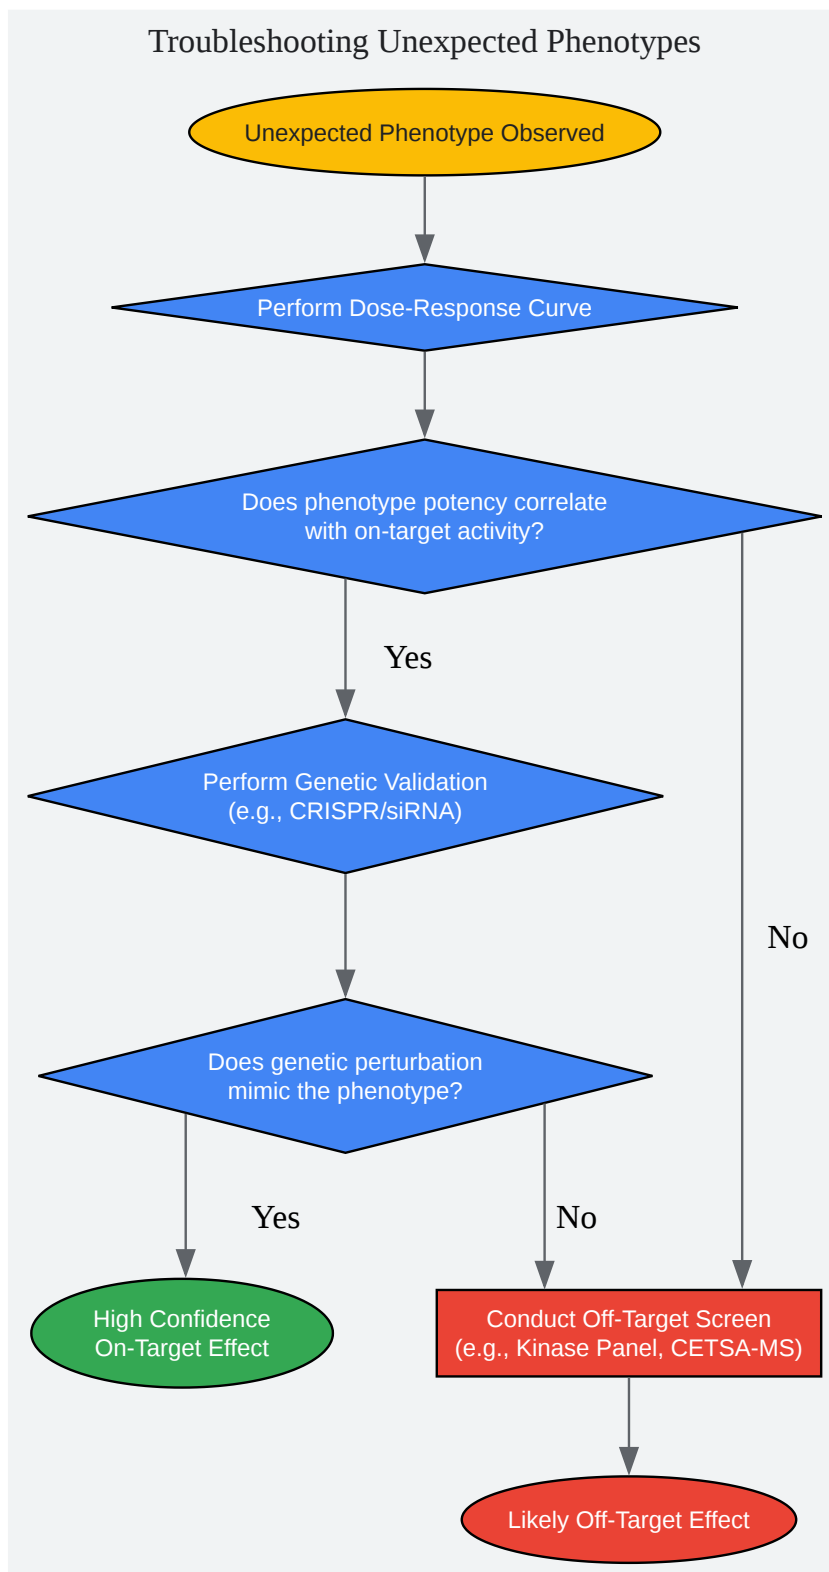 Troubleshooting Unexpected Phenotypes
Unexpected Phenotype Observed
Perform Dose-Response Curve
Does phenotype potency correlate
with on-target activity?
Yes
Perform Genetic Validation
(e.g., CRISPR/siRNA)
No
Does genetic perturbation
mimic the phenotype?
Yes
No
High Confidence
On-Target Effect
Conduct Off-Target Screen
(e.g., Kinase Panel, CETSA-MS)
Likely Off-Target Effect